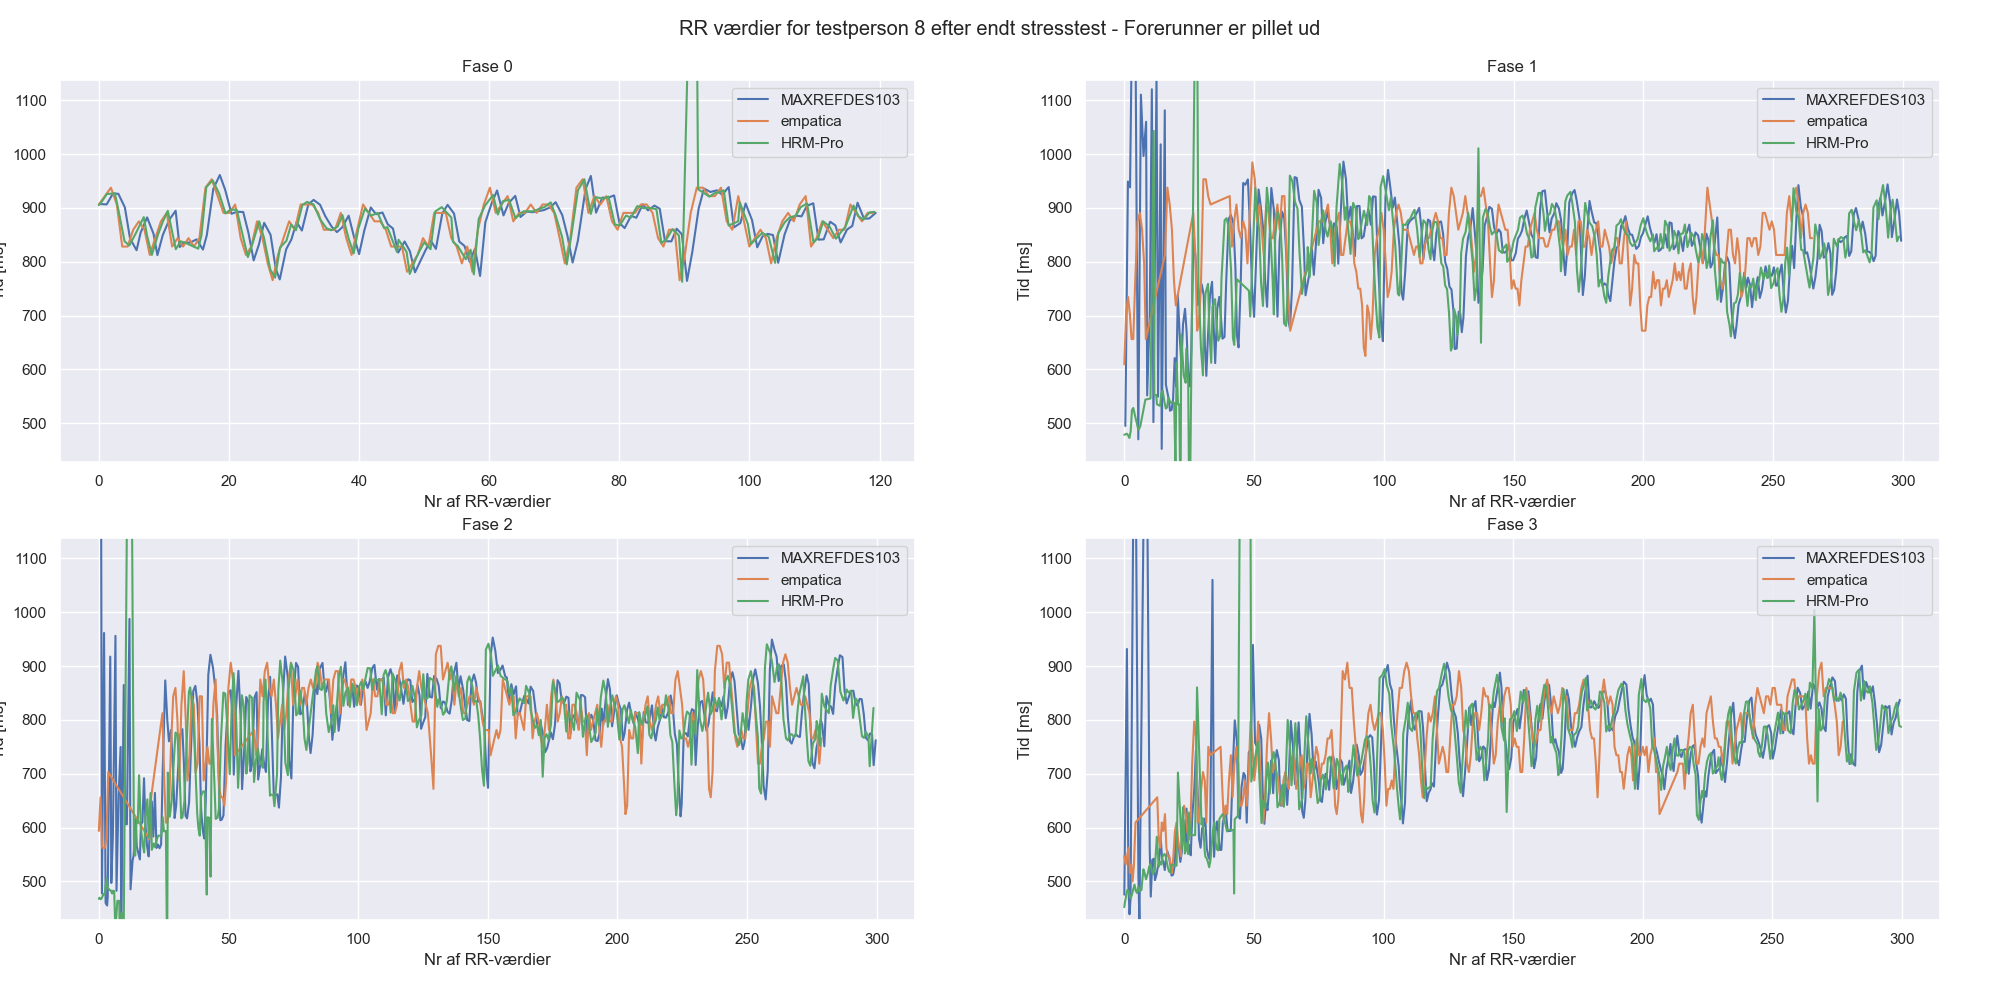 RR værdier for testperson 8 efter endt stresstest - Forerunner er pillet ud
Fase 0
1100
1000
900
800
700
600
500
MAXREFDES103
empatica
HRM-Pro
0 20 40 60 80 100 120
Nr af RR-værdier
Fase 1
Tid [ms]
1100
1000
900
800
700
600
500
MAXREFDES103
empatica
HRM-Pro
0 50 100 150 200 250 300
Nr af RR-værdier
Fase 2
1100
1000
900
800
700
600
500
MAXREFDES103
empatica
HRM-Pro
0 50 100 150 200 250 300
Nr af RR-værdier
Fase 3
Tid [ms]
1100
1000
900
800
700
600
500
MAXREFDES103
empatica
HRM-Pro
0 50 100 150 200 250 300
Nr af RR-værdier